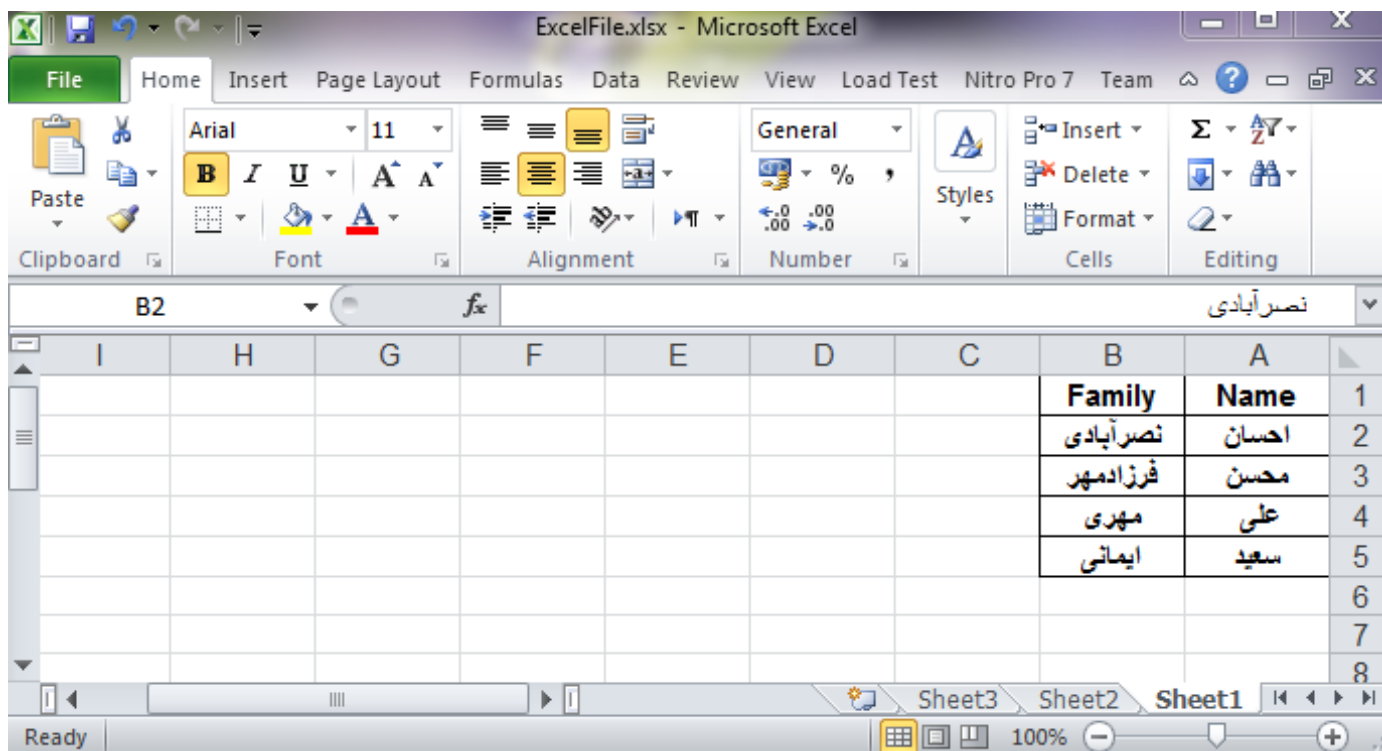 ExcelFile.xlsx - Microsoft Excel
File Home Insert Page Layout Formulas Data Review View Load Test Nitro Pro 7 Team
Arial 11 General Insert
Paste B I U A A % , Styles Delete
A .00 .0 Format
Clipboard Font Alignment Number Cells Editing
B2 fx نصرآبادی
I H G F E D C B A
Family Name 1
نصرآبادی احسان 2
فرزادمهر محسن 3
مهری علی 4
ایمانی سعید 5
6
7
8
Sheet3 Sheet2 Sheet1
Ready 100%